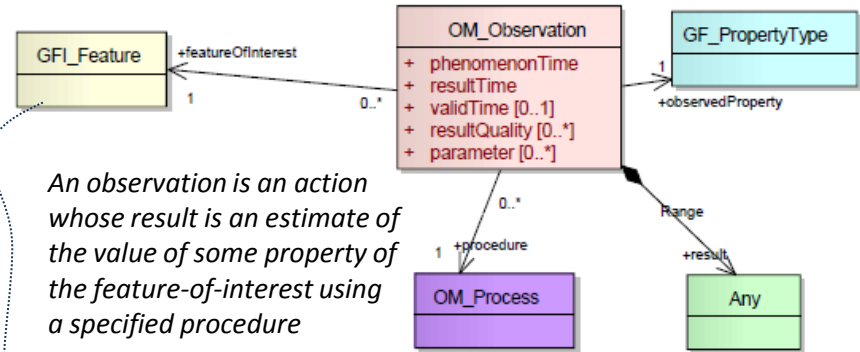 OM_Observation
GFI_Feature
GF_PropertyType
+featureOfInterest
+ phenomenonTime
+ resultTime
+ validTime [0..1]
+ resultQuality [0..*]
+ parameter [0..*]
1
0..*
1
+observedProperty
An observation is an action
whose result is an estimate of
the value of some property of
the feature-of-interest using
a specified procedure
0..*
Range
1
+procedure
+result
OM_Process
Any